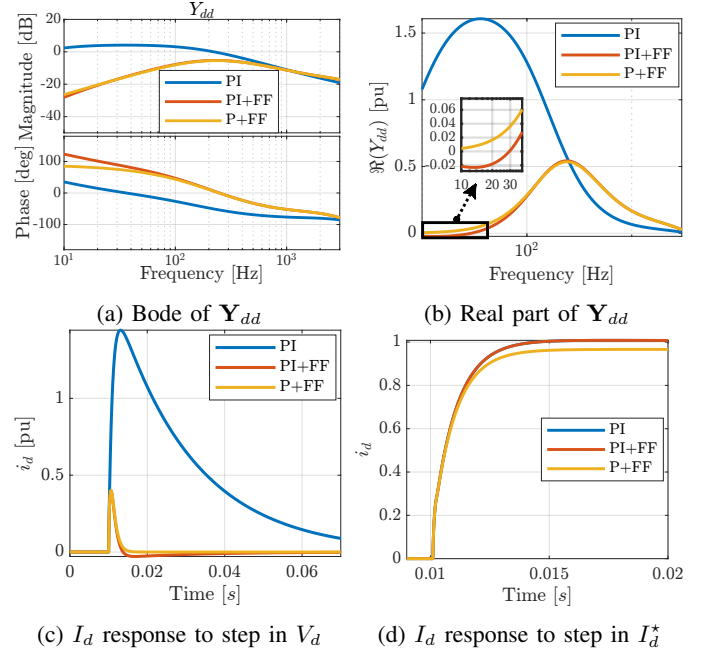 Y_dd
Magnitude [dB]
20
0
-20
-40
PI
PI+FF
P+FF
Phase [deg]
100
0
-100
10^1
10^2
10^3
Frequency [Hz]
(a) Bode of Y_dd
ℜ(Y_dd) [pu]
1.5
1
0.5
0
PI
PI+FF
P+FF
0.06
0.04
0.02
0
-0.02
10
20
30
10^2
Frequency [Hz]
(b) Real part of Y_dd
i_d [pu]
1
0.5
0
PI
PI+FF
P+FF
0
0.02
0.04
0.06
Time [s]
(c) I_d response to step in V_d
i_d
1
0.8
0.6
0.4
0.2
0
PI
PI+FF
P+FF
0.01
0.015
0.02
Time [s]
(d) I_d response to step in I_d^⋆